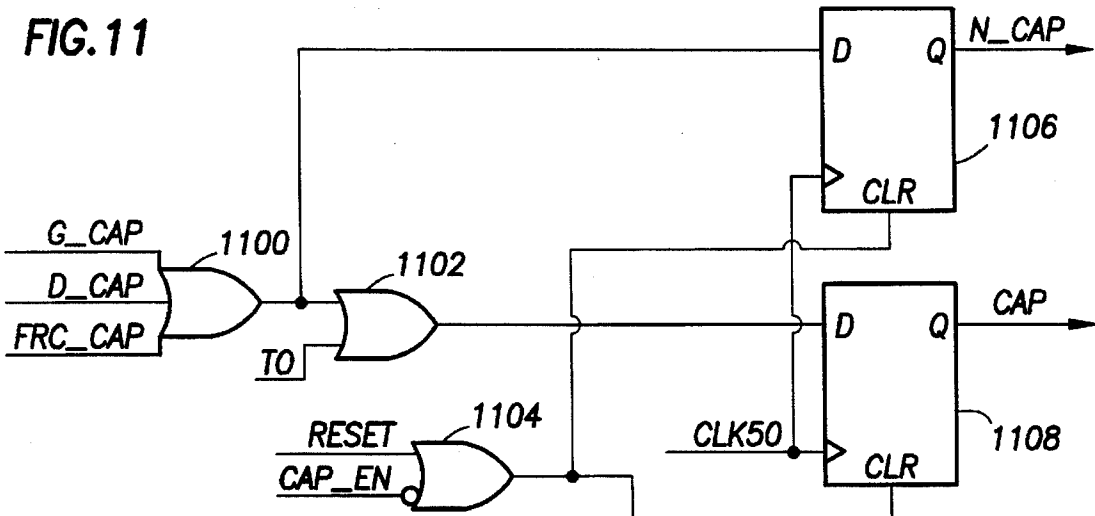 FIG.11
N_CAP
D
Q
1106
CLR
G_CAP
1100
D_CAP
1102
FRC_CAP
TO
CAP
D
Q
1108
CLR
RESET
1104
CAP_EN
CLK50